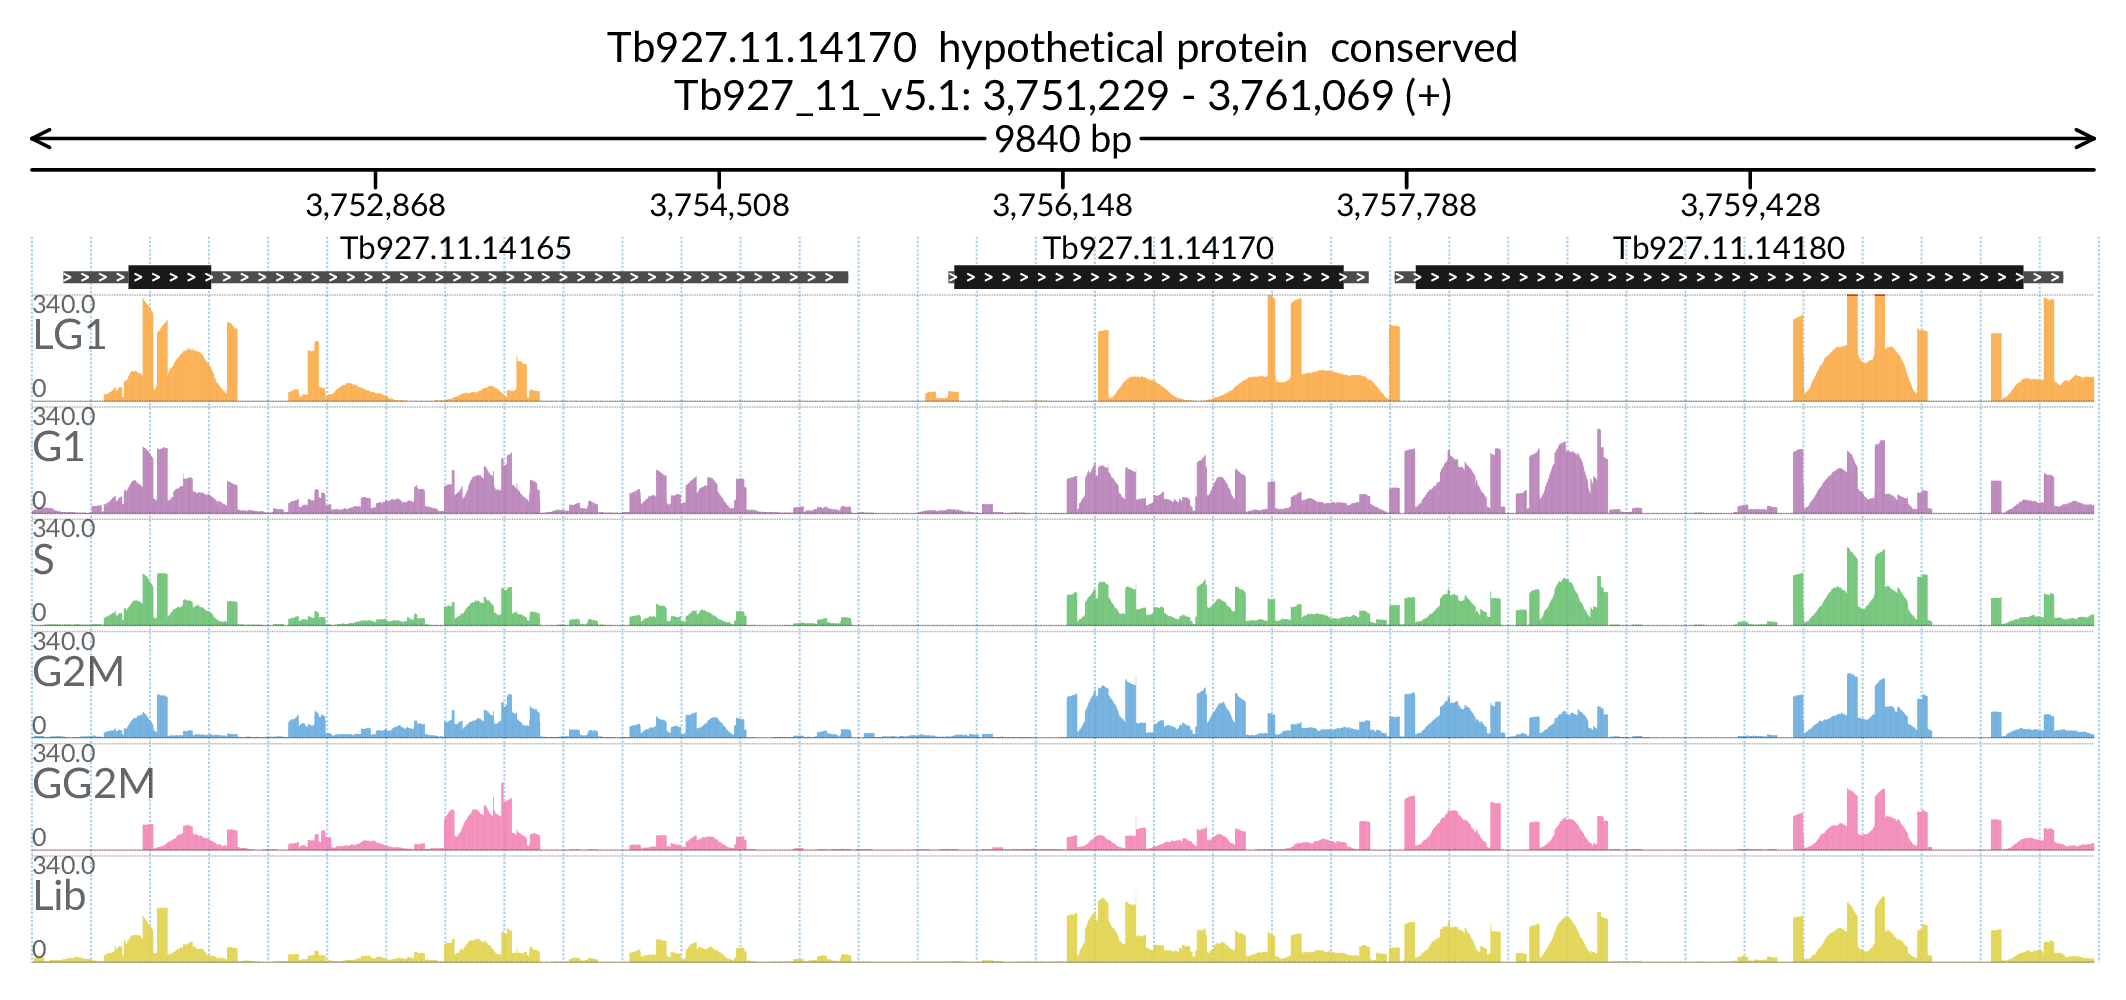 Tb927.11.14170 hypothetical protein conserved
Tb927_11_v5.1: 3,751,229 - 3,761,069 (+)
9840 bp
3,752,868 3,754,508 3,756,148 3,757,788 3,759,428
Tb927.11.14165 Tb927.11.14170 Tb927.11.14180
340.0
LG1
0
340.0
G1
0
340.0
S
0
340.0
G2M
0
340.0
GG2M
0
340.0
Lib
0